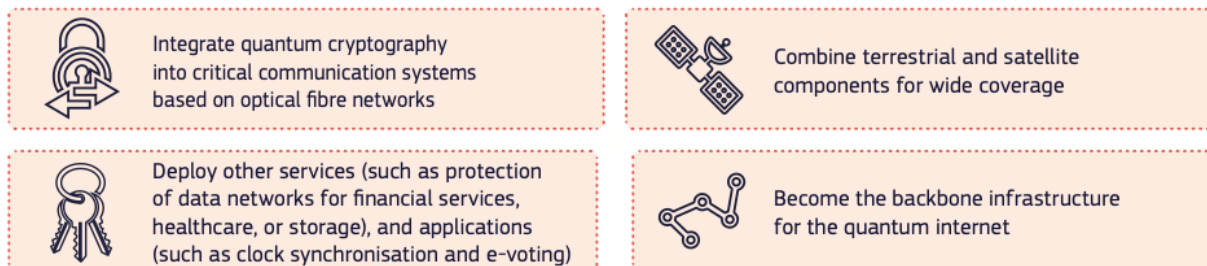 Integrate quantum cryptography
into critical communication systems
based on optical fibre networks
Combine terrestrial and satellite
components for wide coverage
Deploy other services (such as protection
of data networks for financial services,
healthcare, or storage), and applications
(such as clock synchronisation and e-voting)
Become the backbone infrastructure
for the quantum internet